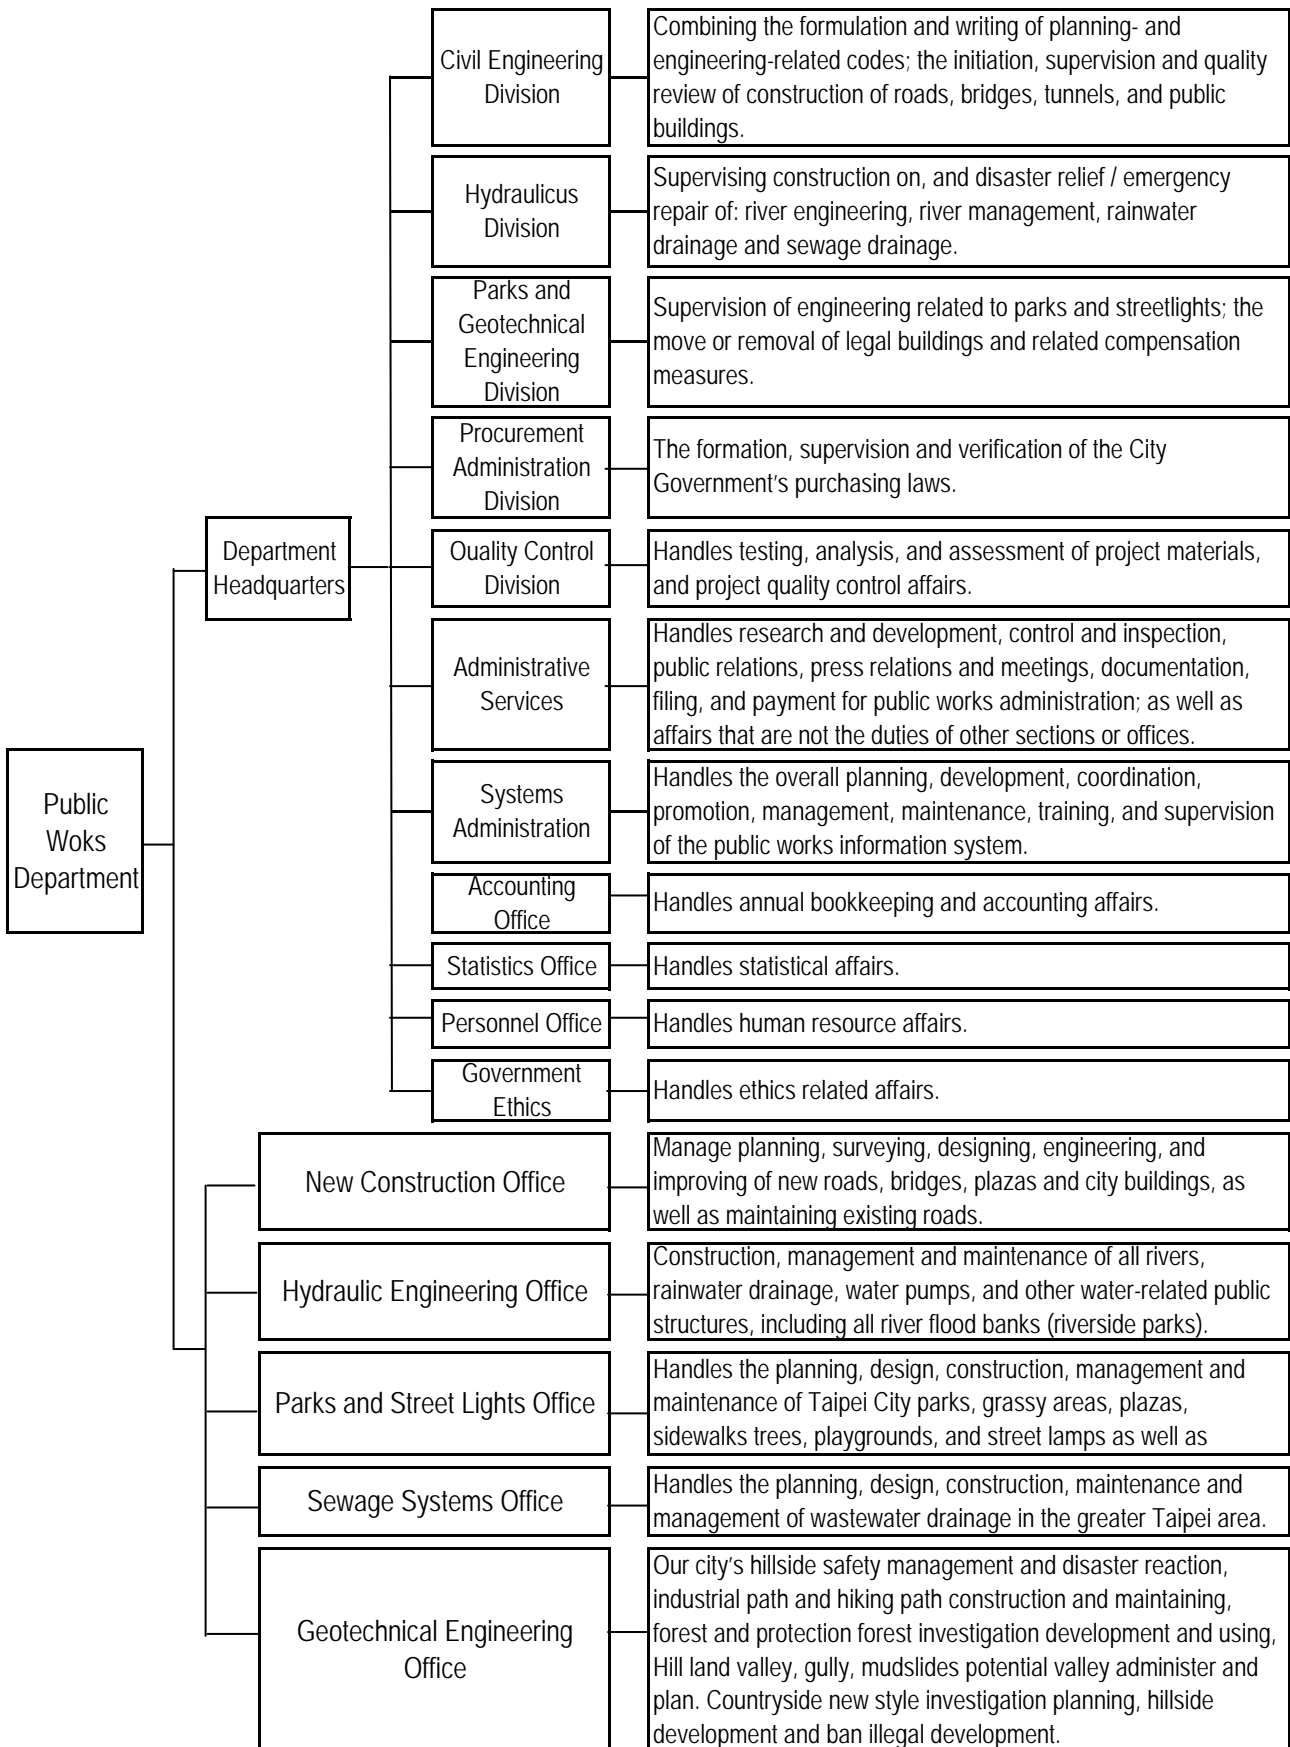 Civil Engineering
Division
Combining the formulation and writing of planning- and
engineering-related codes; the initiation, supervision and quality
review of construction of roads, bridges, tunnels, and public
buildings.
Hydraulicus
Division
Supervising construction on, and disaster relief / emergency
repair of: river engineering, river management, rainwater
drainage and sewage drainage.
Parks and
Geotechnical
Engineering
Division
Supervision of engineering related to parks and streetlights; the
move or removal of legal buildings and related compensation
measures.
Procurement
Administration
Division
The formation, supervision and verification of the City
Government's purchasing laws.
Department
Headquarters
Ouality Control
Division
Handles testing, analysis, and assessment of project materials,
and project quality control affairs.
Administrative
Services
Handles research and development, control and inspection,
public relations, press relations and meetings, documentation,
filing, and payment for public works administration; as well as
affairs that are not the duties of other sections or offices.
Public
Woks
Department
Systems
Administration
Handles the overall planning, development, coordination,
promotion, management, maintenance, training, and supervision
of the public works information system.
Accounting
Office
Handles annual bookkeeping and accounting affairs.
Statistics Office
Handles statistical affairs.
Personnel Office
Handles human resource affairs.
Government
Ethics
Handles ethics related affairs.
New Construction Office
Manage planning, surveying, designing, engineering, and
improving of new roads, bridges, plazas and city buildings, as
well as maintaining existing roads.
Hydraulic Engineering Office
Construction, management and maintenance of all rivers,
rainwater drainage, water pumps, and other water-related public
structures, including all river flood banks (riverside parks).
Parks and Street Lights Office
Handles the planning, design, construction, management and
maintenance of Taipei City parks, grassy areas, plazas,
sidewalks trees, playgrounds, and street lamps as well as
Sewage Systems Office
Handles the planning, design, construction, maintenance and
management of wastewater drainage in the greater Taipei area.
Geotechnical Engineering
Office
Our city's hillside safety management and disaster reaction,
industrial path and hiking path construction and maintaining,
forest and protection forest investigation development and using,
Hill land valley, gully, mudslides potential valley administer and
plan. Countryside new style investigation planning, hillside
development and ban illegal development.